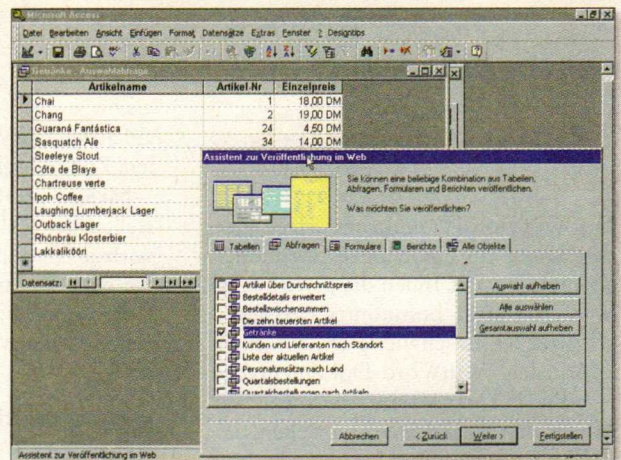 Microsoft Access
Datei Bearbeiten Ansicht Einfügen Format Datensätze Extras Fenster ? Designtips
Getränke : Auswahlabfrage
Artikelname Artikel-Nr Einzelpreis
Chai 1 18,00 DM
Chang 2 19,00 DM
Guaraná Fantástica 24 4,50 DM
Sasquatch Ale 34 14,00 DM
Steeleye Stout
Côte de Blaye
Chartreuse verte
Ipoh Coffee
Laughing Lumberjack Lager
Outback Lager
Rhönbräu Klosterbier
Lakkalikööri
Datensatz: 1
Assistent zur Veröffentlichung im Web
Sie können eine beliebige Kombination aus Tabellen,
Abfragen, Formularen und Berichten veröffentlichen.
Was möchten Sie veröffentlichen?
Tabellen Abfragen Formulare Berichte Alle Objekte
Artikel über Durchschnittspreis
Bestelldetails erweitert
Bestellzwischensummen
Die zehn teuersten Artikel
Getränke
Kunden und Lieferanten nach Standort
Liste der aktuellen Artikel
Personalumsätze nach Land
Quartalsbestellungen
Quartalsbestellungen nach Artikeln
Auswahl aufheben
Alle auswählen
Gesamtauswahl aufheben
Abbrechen < Zurück Weiter > Fertigstellen
Assistent zur Veröffentlichung im Web